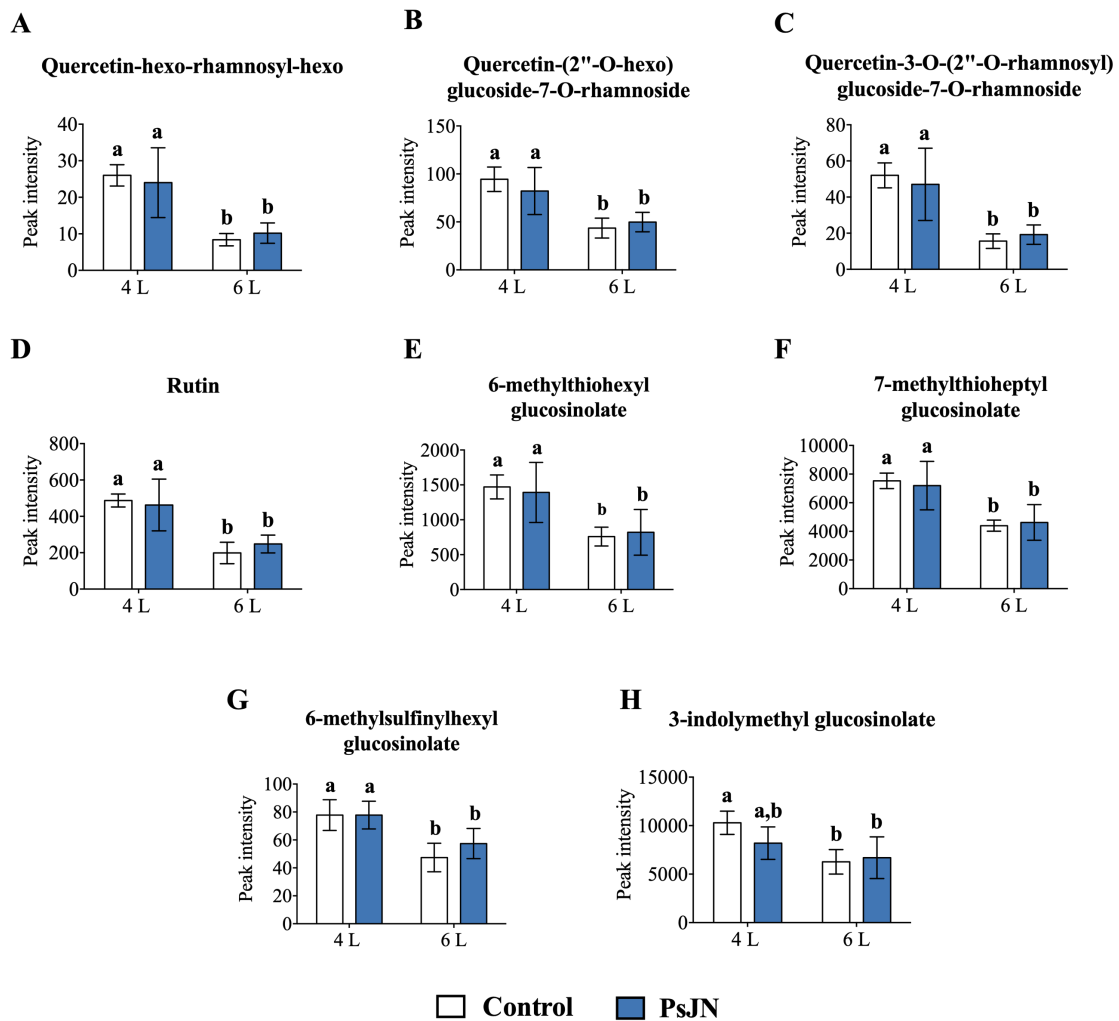 A
Quercetin-hexo-rhamnosyl-hexo
Peak intensity
40
30
20
10
0
a
a
b
b
4 L
6 L
B
Quercetin-(2"-O-hexo)
glucoside-7-O-rhamnoside
Peak intensity
150
100
50
0
a
a
b
b
4 L
6 L
C
Quercetin-3-O-(2"-O-rhamnosyl)
glucoside-7-O-rhamnoside
Peak intensity
80
60
40
20
0
a
a
b
b
4 L
6 L
D
Rutin
Peak intensity
800
600
400
200
0
a
a
b
b
4 L
6 L
E
6-methylthiohexyl
glucosinolate
Peak intensity
2000
1500
1000
500
0
a
a
b
b
4 L
6 L
F
7-methylthioheptyl
glucosinolate
Peak intensity
10000
8000
6000
4000
2000
0
a
a
b
b
4 L
6 L
G
6-methylsulfinylhexyl
glucosinolate
Peak intensity
100
80
60
40
20
0
a
a
b
b
4 L
6 L
H
3-indolymethyl glucosinolate
Peak intensity
15000
10000
5000
0
a
a,b
b
b
4 L
6 L
Control
PsJN